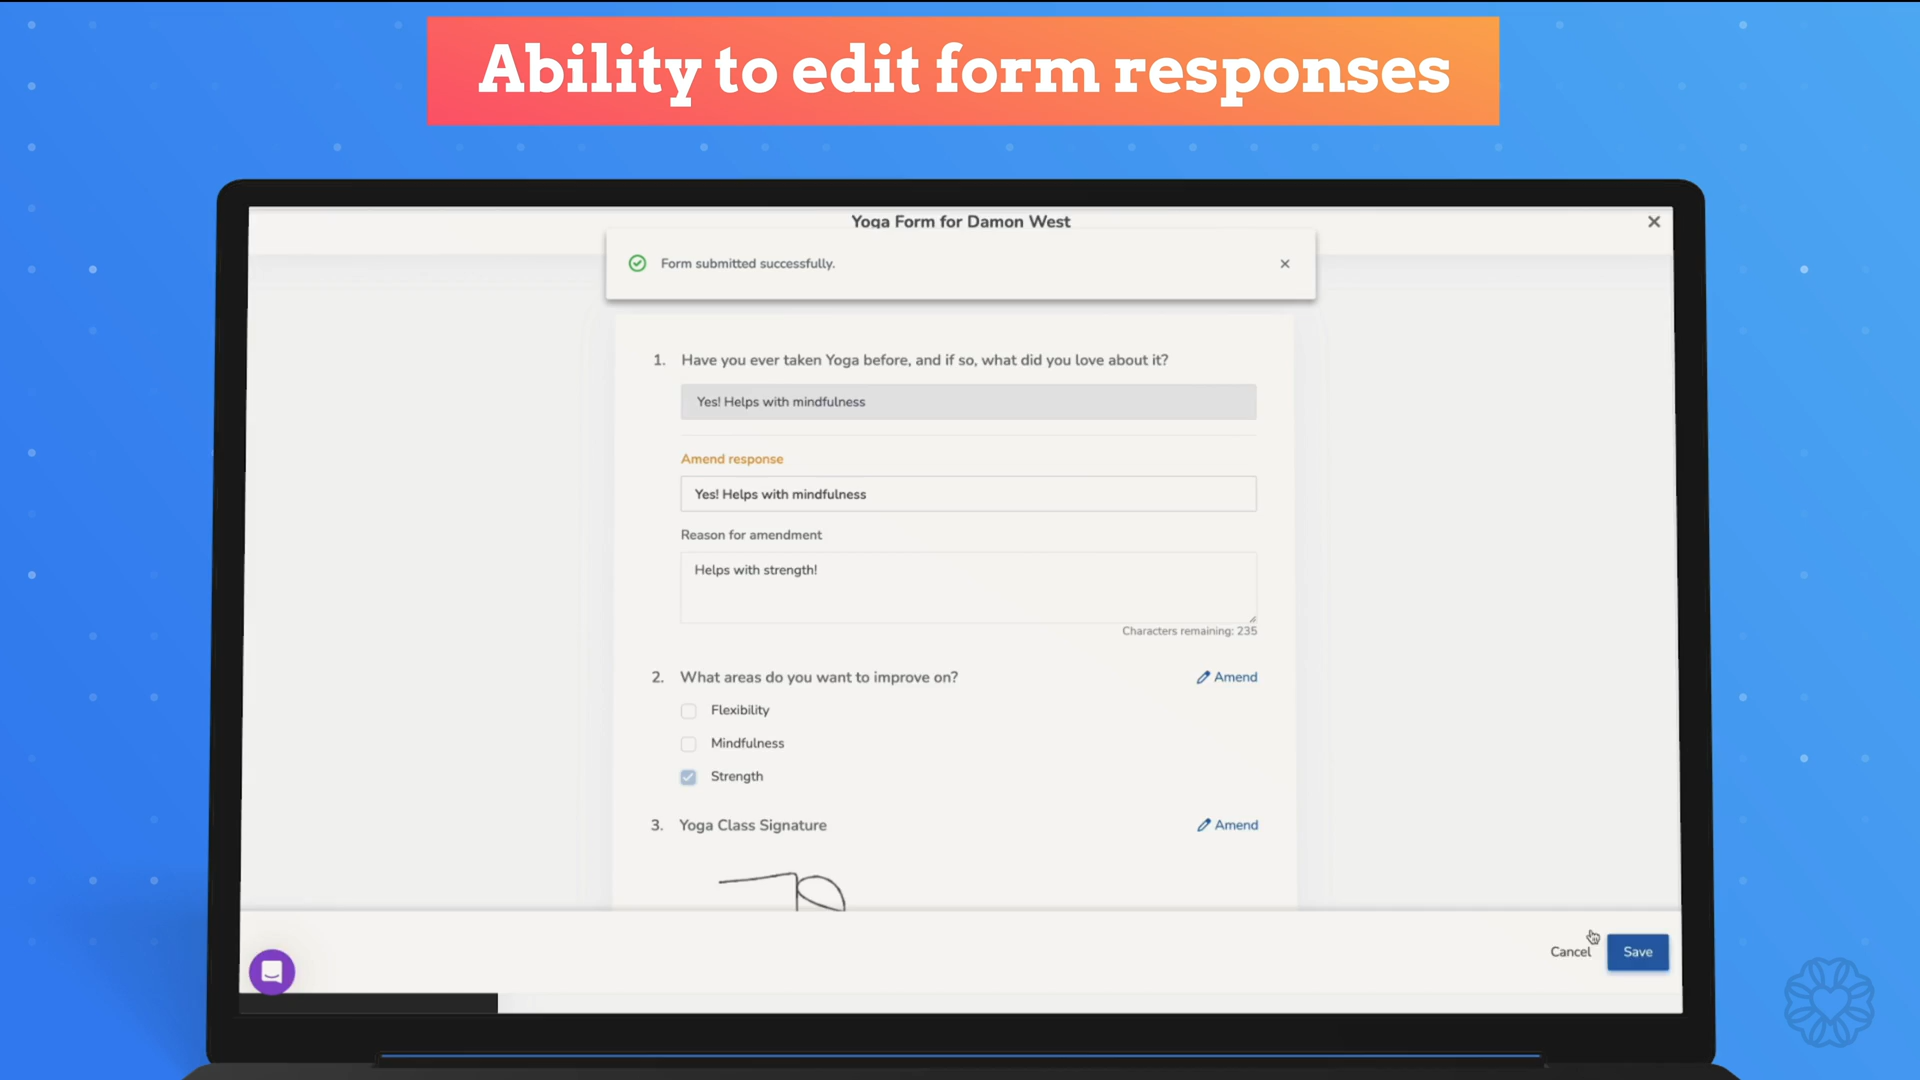 Ability to edit form responses
Yoga Form for Damon West
Form submitted successfully.
1. Have you ever taken Yoga before, and if so, what did you love about it?
Yes! Helps with mindfulness
Amend response
Yes! Helps with mindfulness
Reason for amendment
Helps with strength!
Characters remaining: 235
2. What areas do you want to improve on?
Amend
Flexibility
Mindfulness
Strength
3. Yoga Class Signature
Amend
Cancel
Save